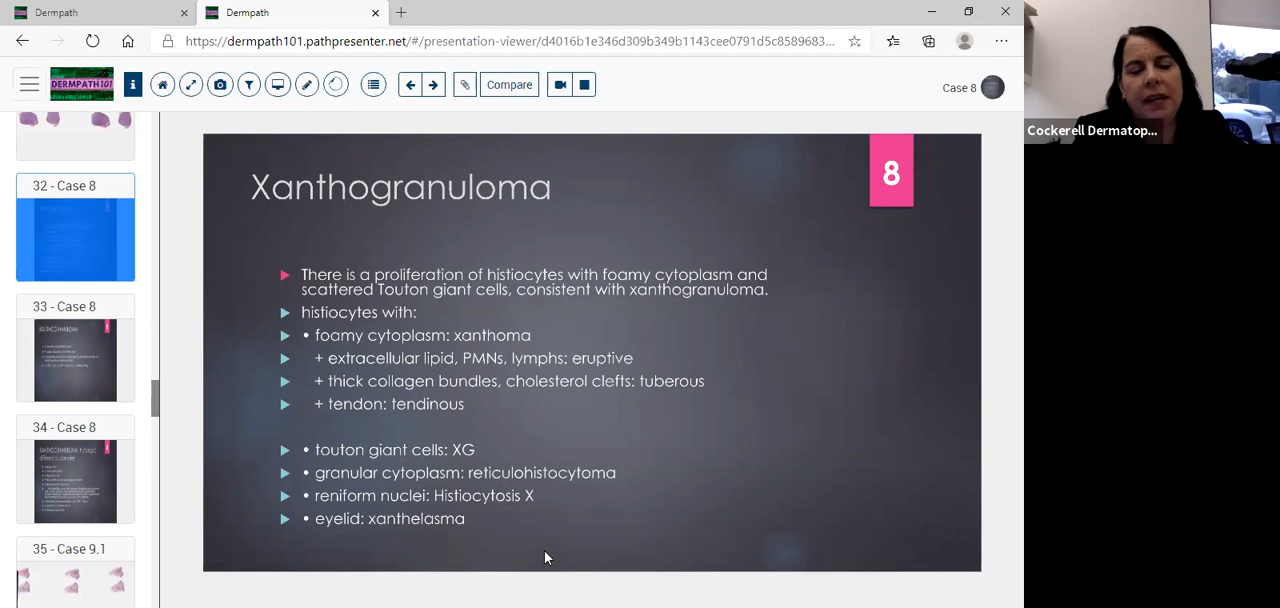 Dermpath
Dermpath
https://dermpath101.pathpresenter.net/#/presentation-viewer/d4016b1e346d309b349b1143cee0791d5c8589683...
DERMPATH 101
Compare
Case 8
Cockerell Dermatop...
32 - Case 8
33 - Case 8
34 - Case 8
35 - Case 9.1
8
Xanthogranuloma
There is a proliferation of histiocytes with foamy cytoplasm and
scattered Touton giant cells, consistent with xanthogranuloma.
histiocytes with:
• foamy cytoplasm: xanthoma
+ extracellular lipid, PMNs, lymphs: eruptive
+ thick collagen bundles, cholesterol clefts: tuberous
+ tendon: tendinous
• touton giant cells: XG
• granular cytoplasm: reticulohistocytoma
• reniform nuclei: Histiocytosis X
• eyelid: xanthelasma